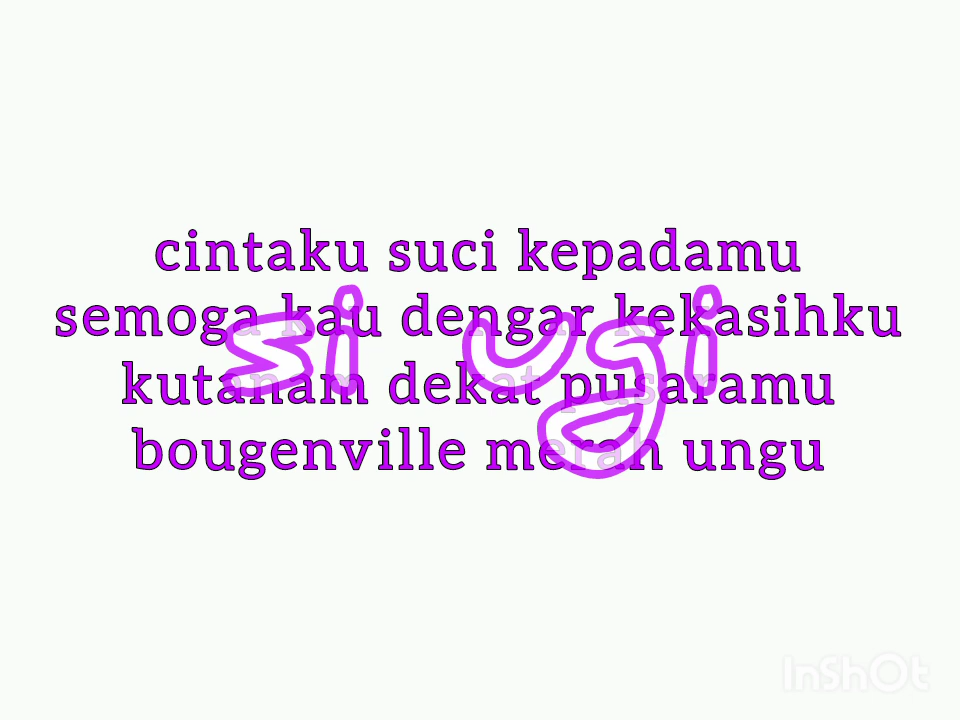 cintaku suci kepadamu
semoga kau dengar kekasihku
kutanam dekat pusaramu
bougenville merah ungu
si ugi
InShOt